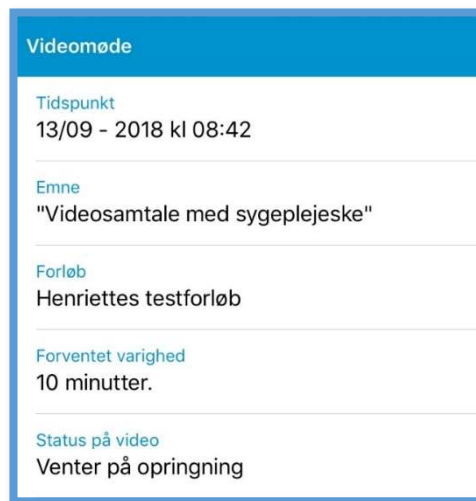 Videomøde
Tidspunkt
13/09 - 2018 kl 08:42
Emne
"Videosamtale med sygeplejeske"
Forløb
Henriettes testforløb
Forventet varighed
10 minutter.
Status på video
Venter på opringning